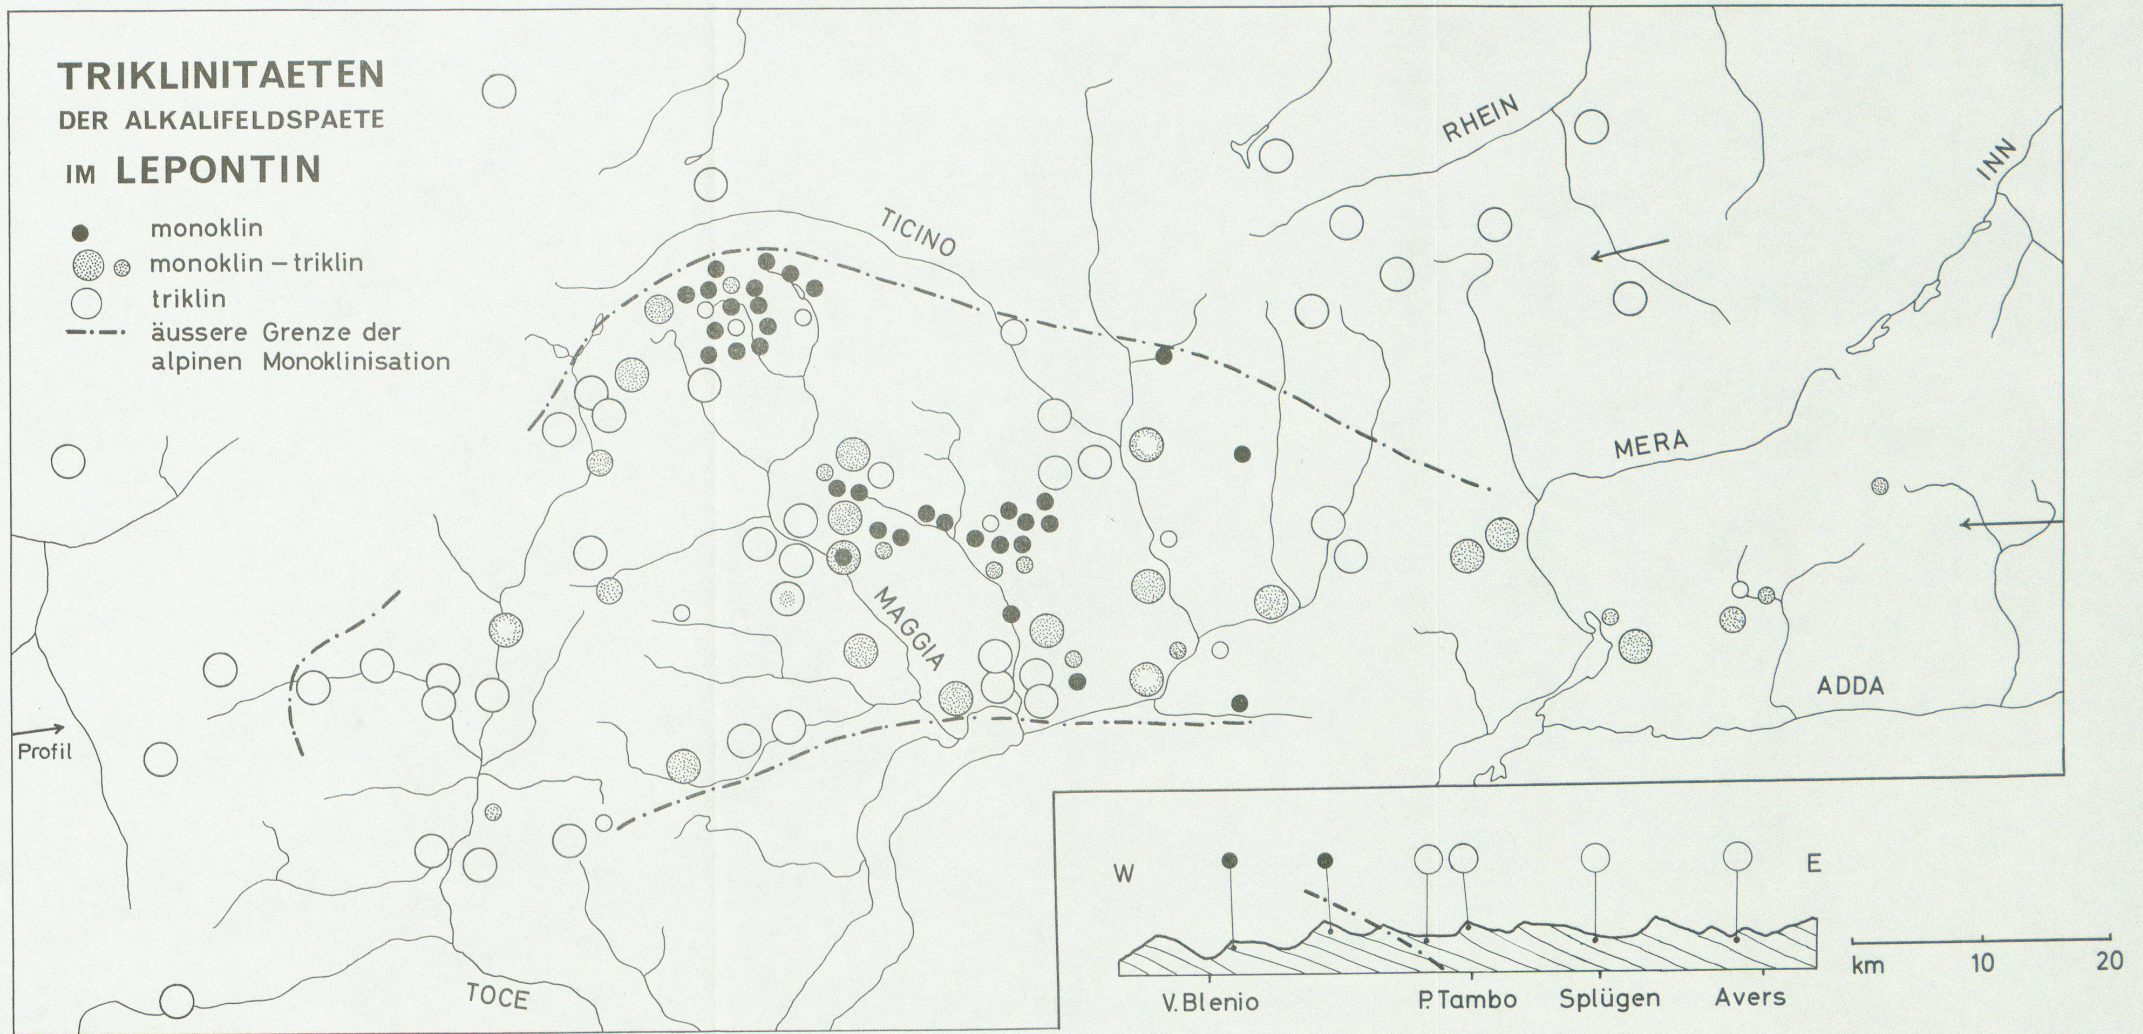 TRIKLINITAETEN
DER ALKALIFELDSPAETE
IM LEPONTIN
monoklin
monoklin – triklin
triklin
äussere Grenze der
alpinen Monoklinisation
TICINO
RHEIN
INN
MERA
MAGGIA
ADDA
Profil
TOCE
W
E
V. Blenio
P. Tambo
Splügen
Avers
km 10 20